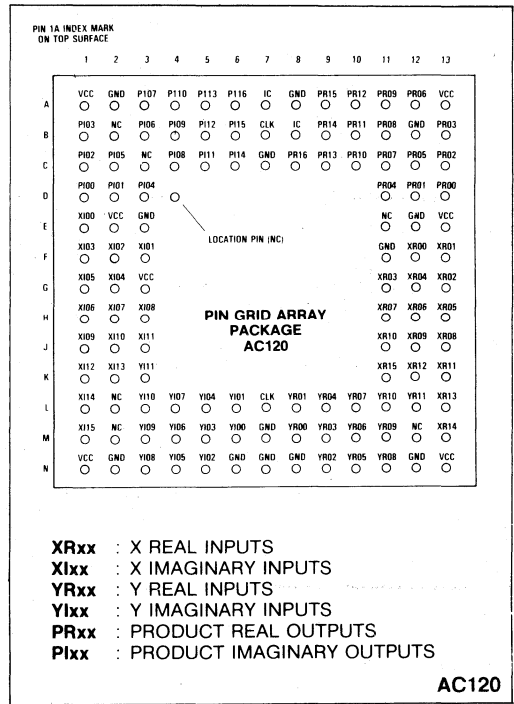 PIN 1A INDEX MARK
ON TOP SURFACE
1 2 3 4 5 6 7 8 9 10 11 12 13
VCC GND P107 P110 P113 P116 IC GND PR15 PR12 PR09 PR06 VCC
A
PI03 NC PI06 PI09 PI12 PI15 CLK IC PR14 PR11 PR08 GND PR03
B
PI02 PI05 NC PI08 PI11 PI14 GND PR16 PR13 PR10 PR07 PR05 PR02
C
PI00 PI01 PI04 PR04 PR01 PR00
D
XI00 VCC GND NC GND VCC
E
LOCATION PIN (NC)
XI03 XI02 XI01 GND XR00 XR01
F
XI05 XI04 VCC XR03 XR04 XR02
G
XI06 XI07 XI08 XR07 XR06 XR05
H
PIN GRID ARRAY
PACKAGE
AC120
XI09 XI10 XI11 XR10 XR09 XR08
J
XI12 XI13 YI11 XR15 XR12 XR11
K
XI14 NC YI10 YI07 YI04 YI01 CLK YR01 YR04 YR07 YR10 YR11 XR13
L
XI15 NC YI09 YI06 YI03 YI00 GND YR00 YR03 YR06 YR09 NC XR14
M
VCC GND YI08 YI05 YI02 GND GND GND YR02 YR05 YR08 GND VCC
N
XRxx : X REAL INPUTS
XIxx : X IMAGINARY INPUTS
YRxx : Y REAL INPUTS
YIxx : Y IMAGINARY INPUTS
PRxx : PRODUCT REAL OUTPUTS
PIxx : PRODUCT IMAGINARY OUTPUTS
AC120